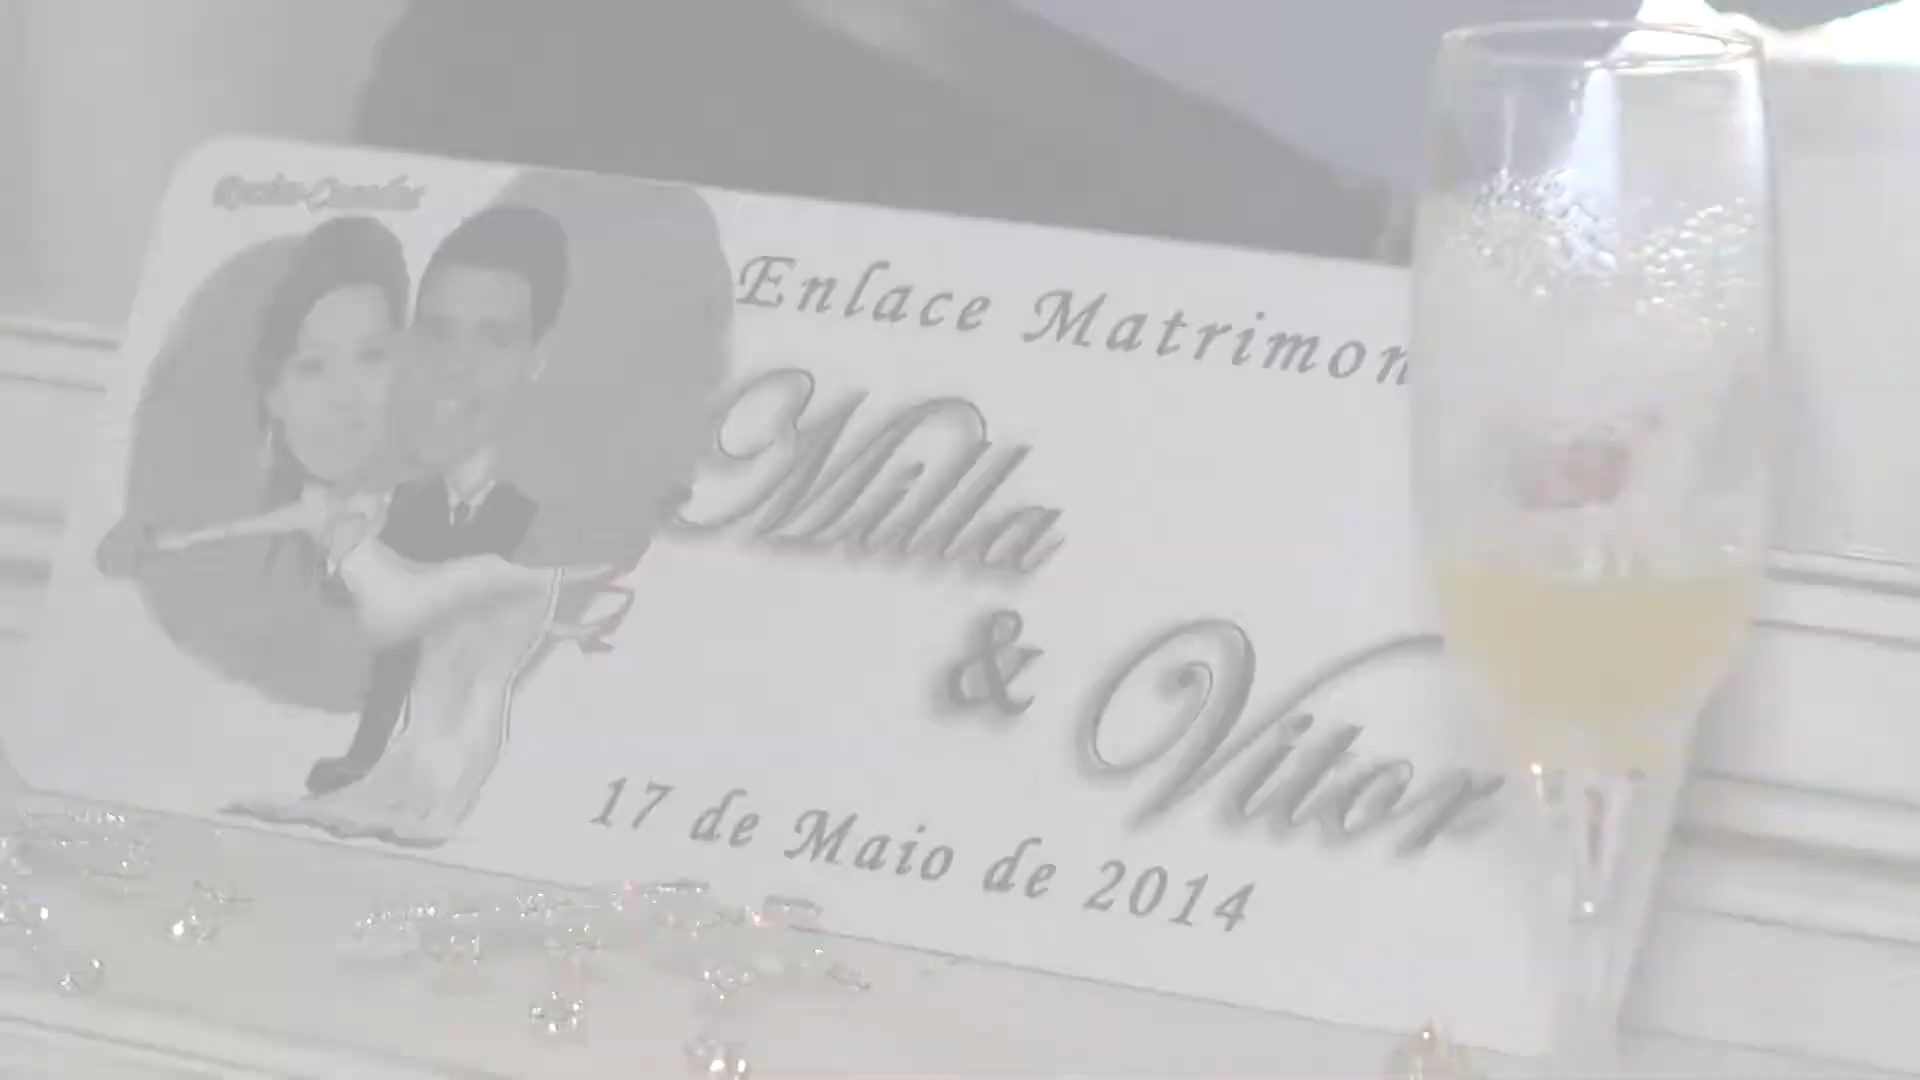 Enlace Matrimon
Milla
& Vitor
17 de Maio de 2014